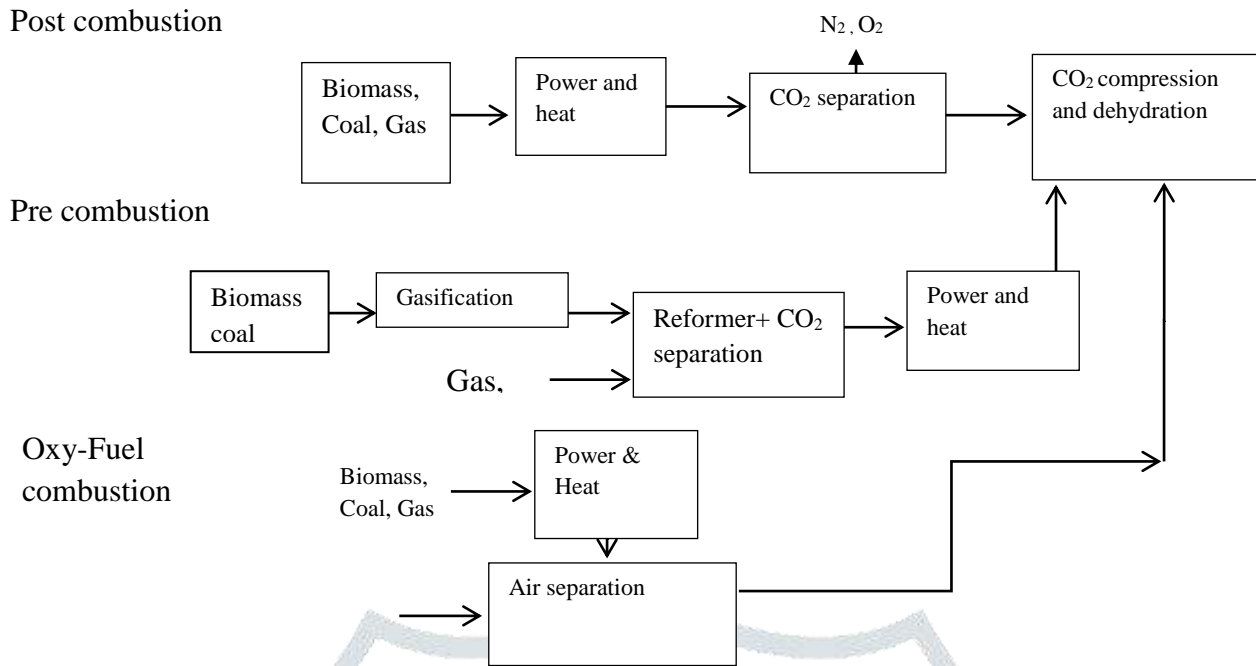 Post combustion
N₂ , O₂
Biomass,
Coal, Gas
Power and
heat
CO₂ separation
CO₂ compression
and dehydration
Pre combustion
Biomass
coal
Gasification
Gas,
Reformer+ CO₂
separation
Power and
heat
Oxy-Fuel
combustion
Biomass,
Coal, Gas
Power &
Heat
Air separation